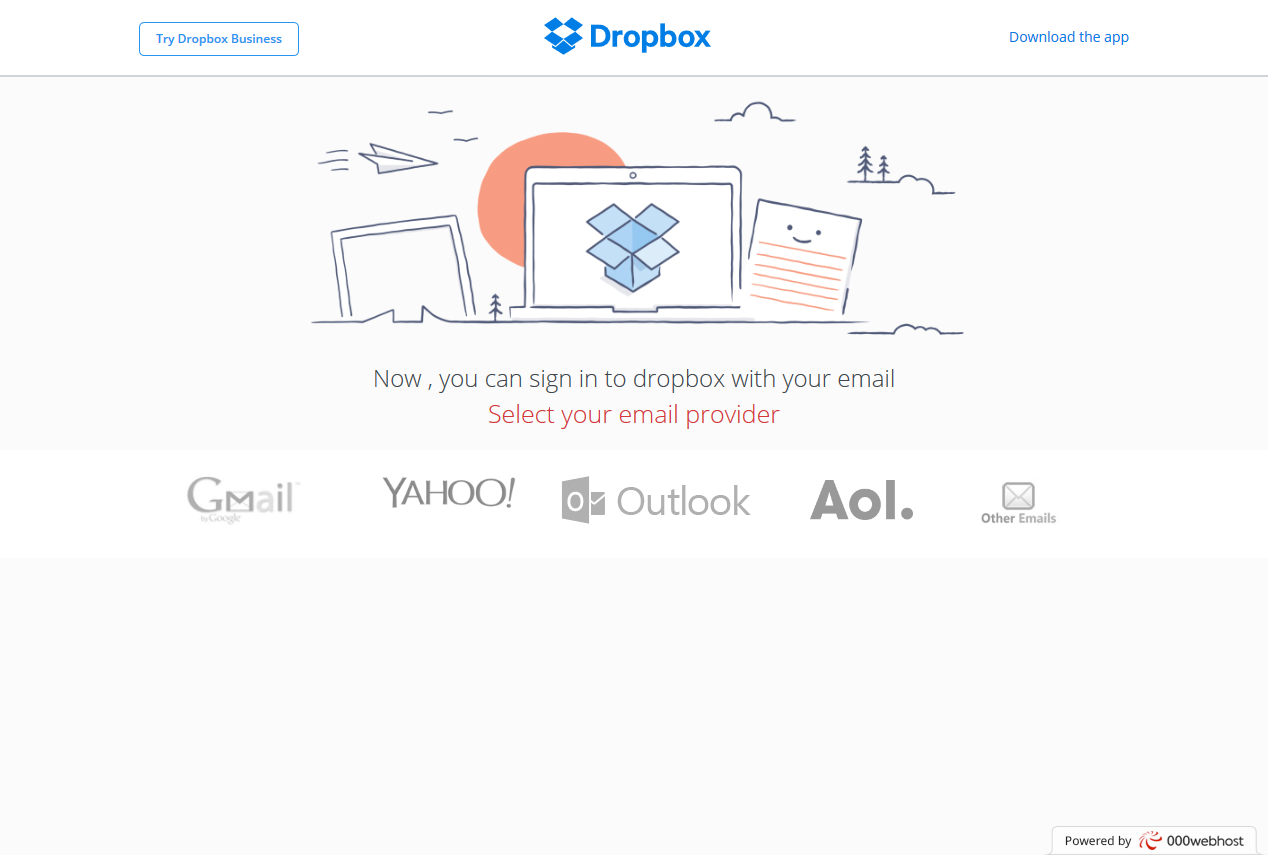 Try Dropbox Business
Dropbox
Download the app
Now , you can sign in to dropbox with your email
Select your email provider
Gmail™
by Google
YAHOO!
Outlook
Aol.
Other Emails
Powered by 000webhost